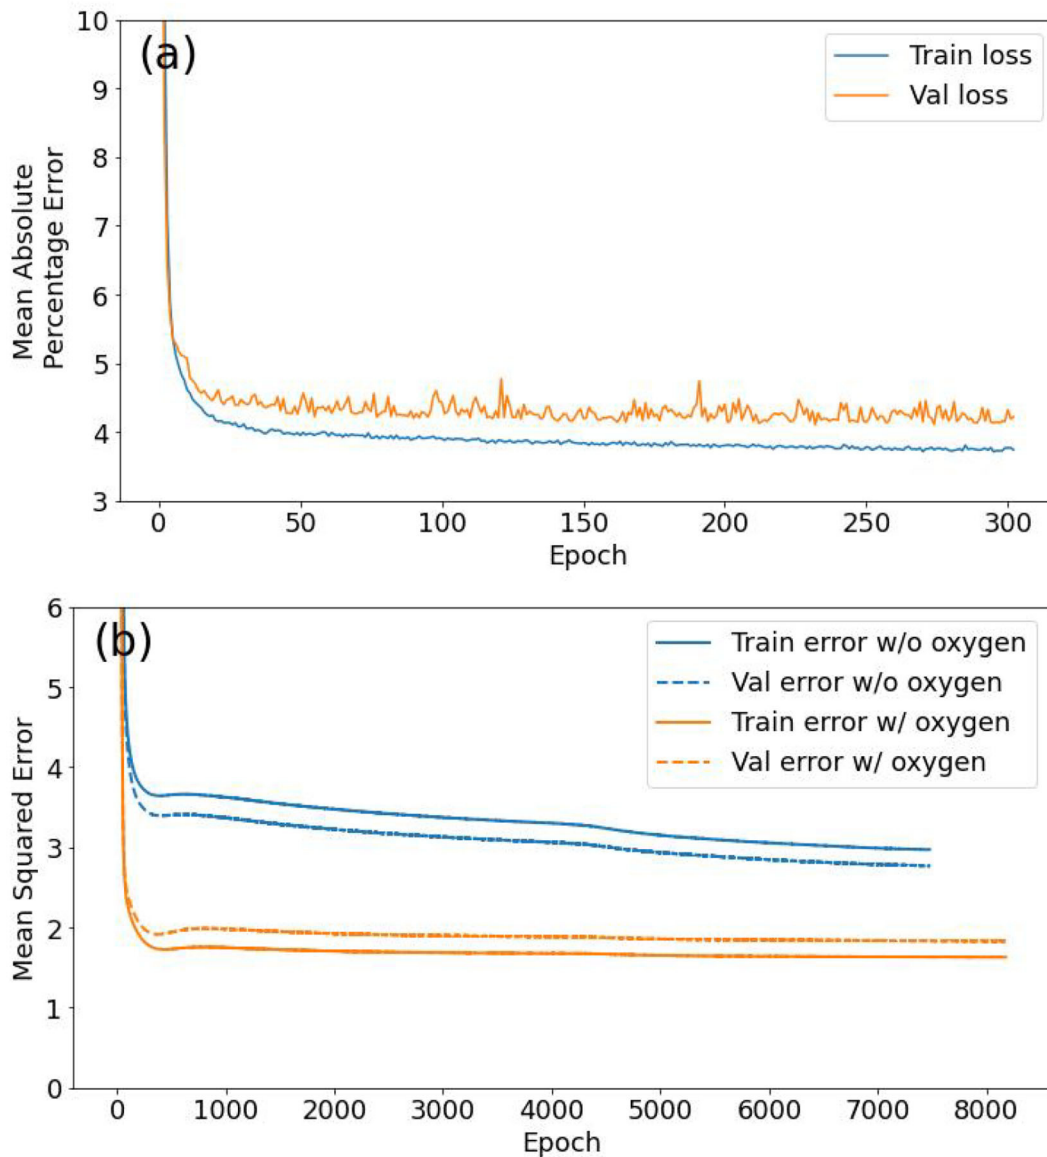 (a)
Train loss
Val loss
10
9
8
7
6
5
4
3
Mean Absolute
Percentage Error
0 50 100 150 200 250 300
Epoch
(b)
Train error w/o oxygen
Val error w/o oxygen
Train error w/ oxygen
Val error w/ oxygen
6
5
4
3
2
1
0
Mean Squared Error
0 1000 2000 3000 4000 5000 6000 7000 8000
Epoch